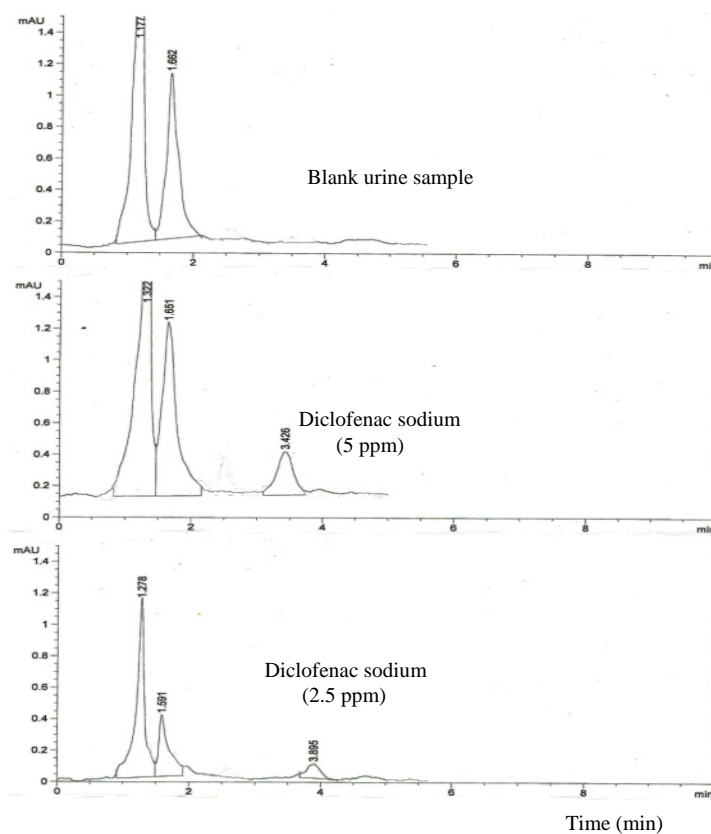 mAU
1.4
1.2
1
0.8
0.6
0.4
0.2
0
1.177
1.662
Blank urine sample
0 2 4 6 8 min
mAU
1.4
1.2
1
0.8
0.6
0.4
0.2
0
1.322
1.651
3.426
Diclofenac sodium
(5 ppm)
0 2 4 6 8 min
mAU
1.4
1.2
1
0.8
0.6
0.4
0.2
0
1.278
1.591
3.895
Diclofenac sodium
(2.5 ppm)
0 2 4 6 8 min
Time (min)